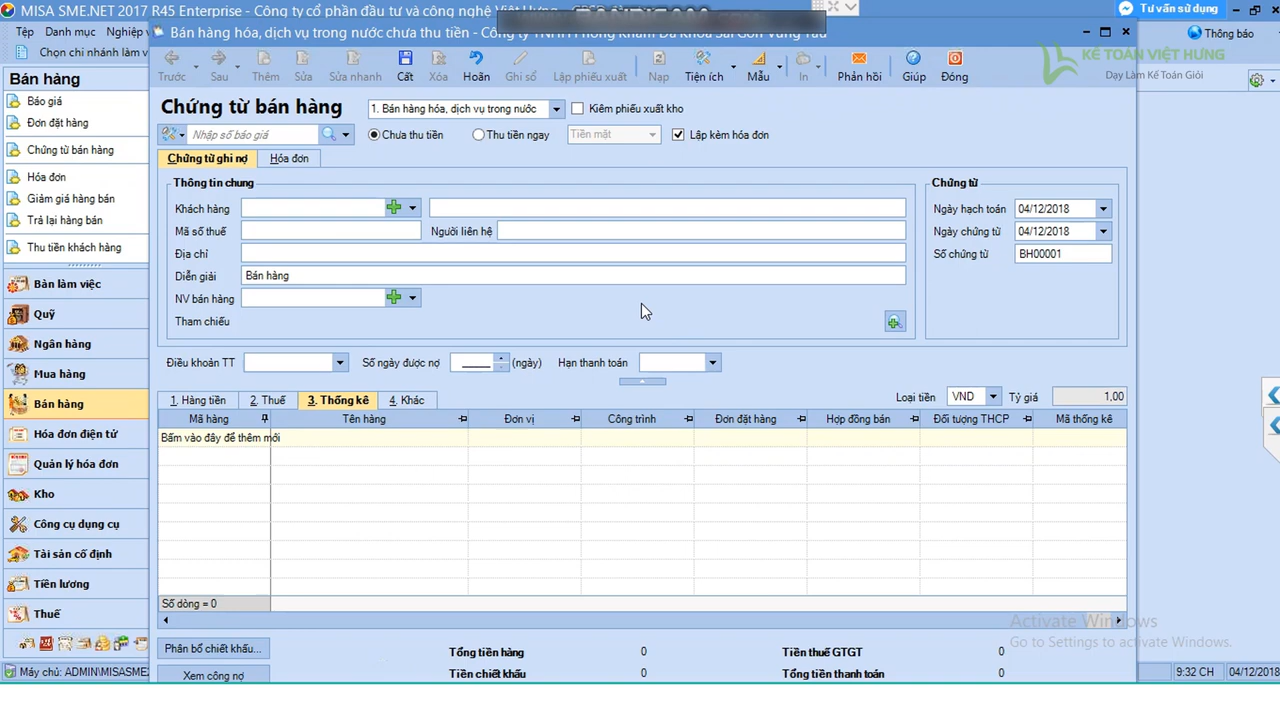 MISA SME.NET 2017 R45 Enterprise - Công ty cổ phần đầu tư và công nghệ Việt Hưng
Tư vấn sử dụng
Tệp Danh mục Nghiệp
Bán hàng hóa, dịch vụ trong nước chưa thu tiền - Công ty TNHH Phòng Khám Đa Khoa Sài Gòn Vũng Tàu
Thông báo
Chọn chi nhánh làm v
KẾ TOÁN VIỆT HƯNG
Dạy Làm Kế Toán Giỏi
Trước Sau Thêm Sửa Sửa nhanh Cất Xóa Hoãn Ghi sổ Lập phiếu xuất Nạp Tiện ích Mẫu In Phản hồi Giúp Đóng
Bán hàng
Báo giá
Đơn đặt hàng
Chứng từ bán hàng
Hóa đơn
Giảm giá hàng bán
Trả lại hàng bán
Thu tiền khách hàng
Bàn làm việc
Quỹ
Ngân hàng
Mua hàng
Bán hàng
Hóa đơn điện tử
Quản lý hóa đơn
Kho
Công cụ dụng cụ
Tài sản cố định
Tiền lương
Thuế
Chứng từ bán hàng
1. Bán hàng hóa, dịch vụ trong nước
Kiêm phiếu xuất kho
Nhập số báo giá
Chưa thu tiền Thu tiền ngay Tiền mặt Lập kèm hóa đơn
Chứng từ ghi nợ Hóa đơn
Thông tin chung
Khách hàng
Mã số thuế
Người liên hệ
Địa chỉ
Diễn giải Bán hàng
NV bán hàng
Tham chiếu
Chứng từ
Ngày hạch toán 04/12/2018
Ngày chứng từ 04/12/2018
Số chứng từ BH00001
Điều khoản TT Số ngày được nợ (ngày) Hạn thanh toán
1. Hàng tiền 2. Thuế 3. Thống kê 4. Khác
Loại tiền VND Tỷ giá 1,00
Mã hàng Tên hàng Đơn vị Công trình Đơn đặt hàng Hợp đồng bán Đối tượng THCP Mã thống kê
Bấm vào đây để thêm mới
Số dòng = 0
Phân bổ chiết khấu...
Xem công nợ
Tổng tiền hàng 0 Tiền thuế GTGT 0
Tiền chiết khấu 0 Tổng tiền thanh toán 0
Activate Windows
Go to Settings to activate Windows.
Máy chủ: ADMIN\MISASME2
9:32 CH 04/12/2018